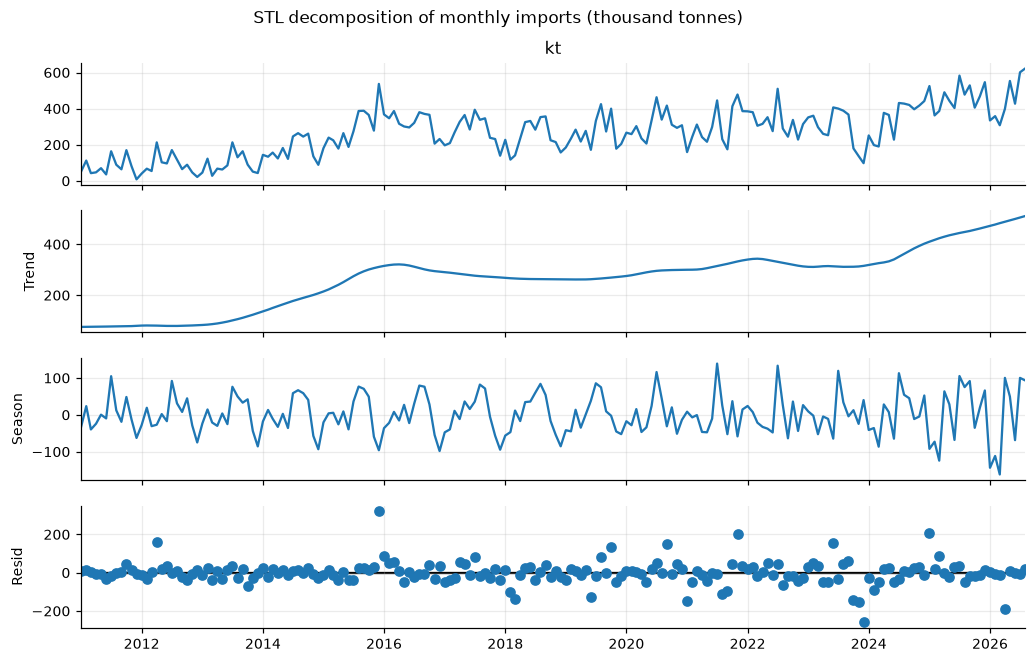 STL decomposition of monthly imports (thousand tonnes)
kt
600
400
200
0
Trend
400
200
Season
100
0
−100
Resid
200
0
−200
2012 2014 2016 2018 2020 2022 2024 2026